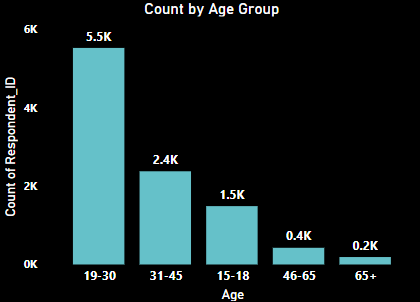 Count by Age Group
Count of Respondent_ID
6K
4K
2K
0K
5.5K
2.4K
1.5K
0.4K
0.2K
19-30
31-45
15-18
46-65
65+
Age